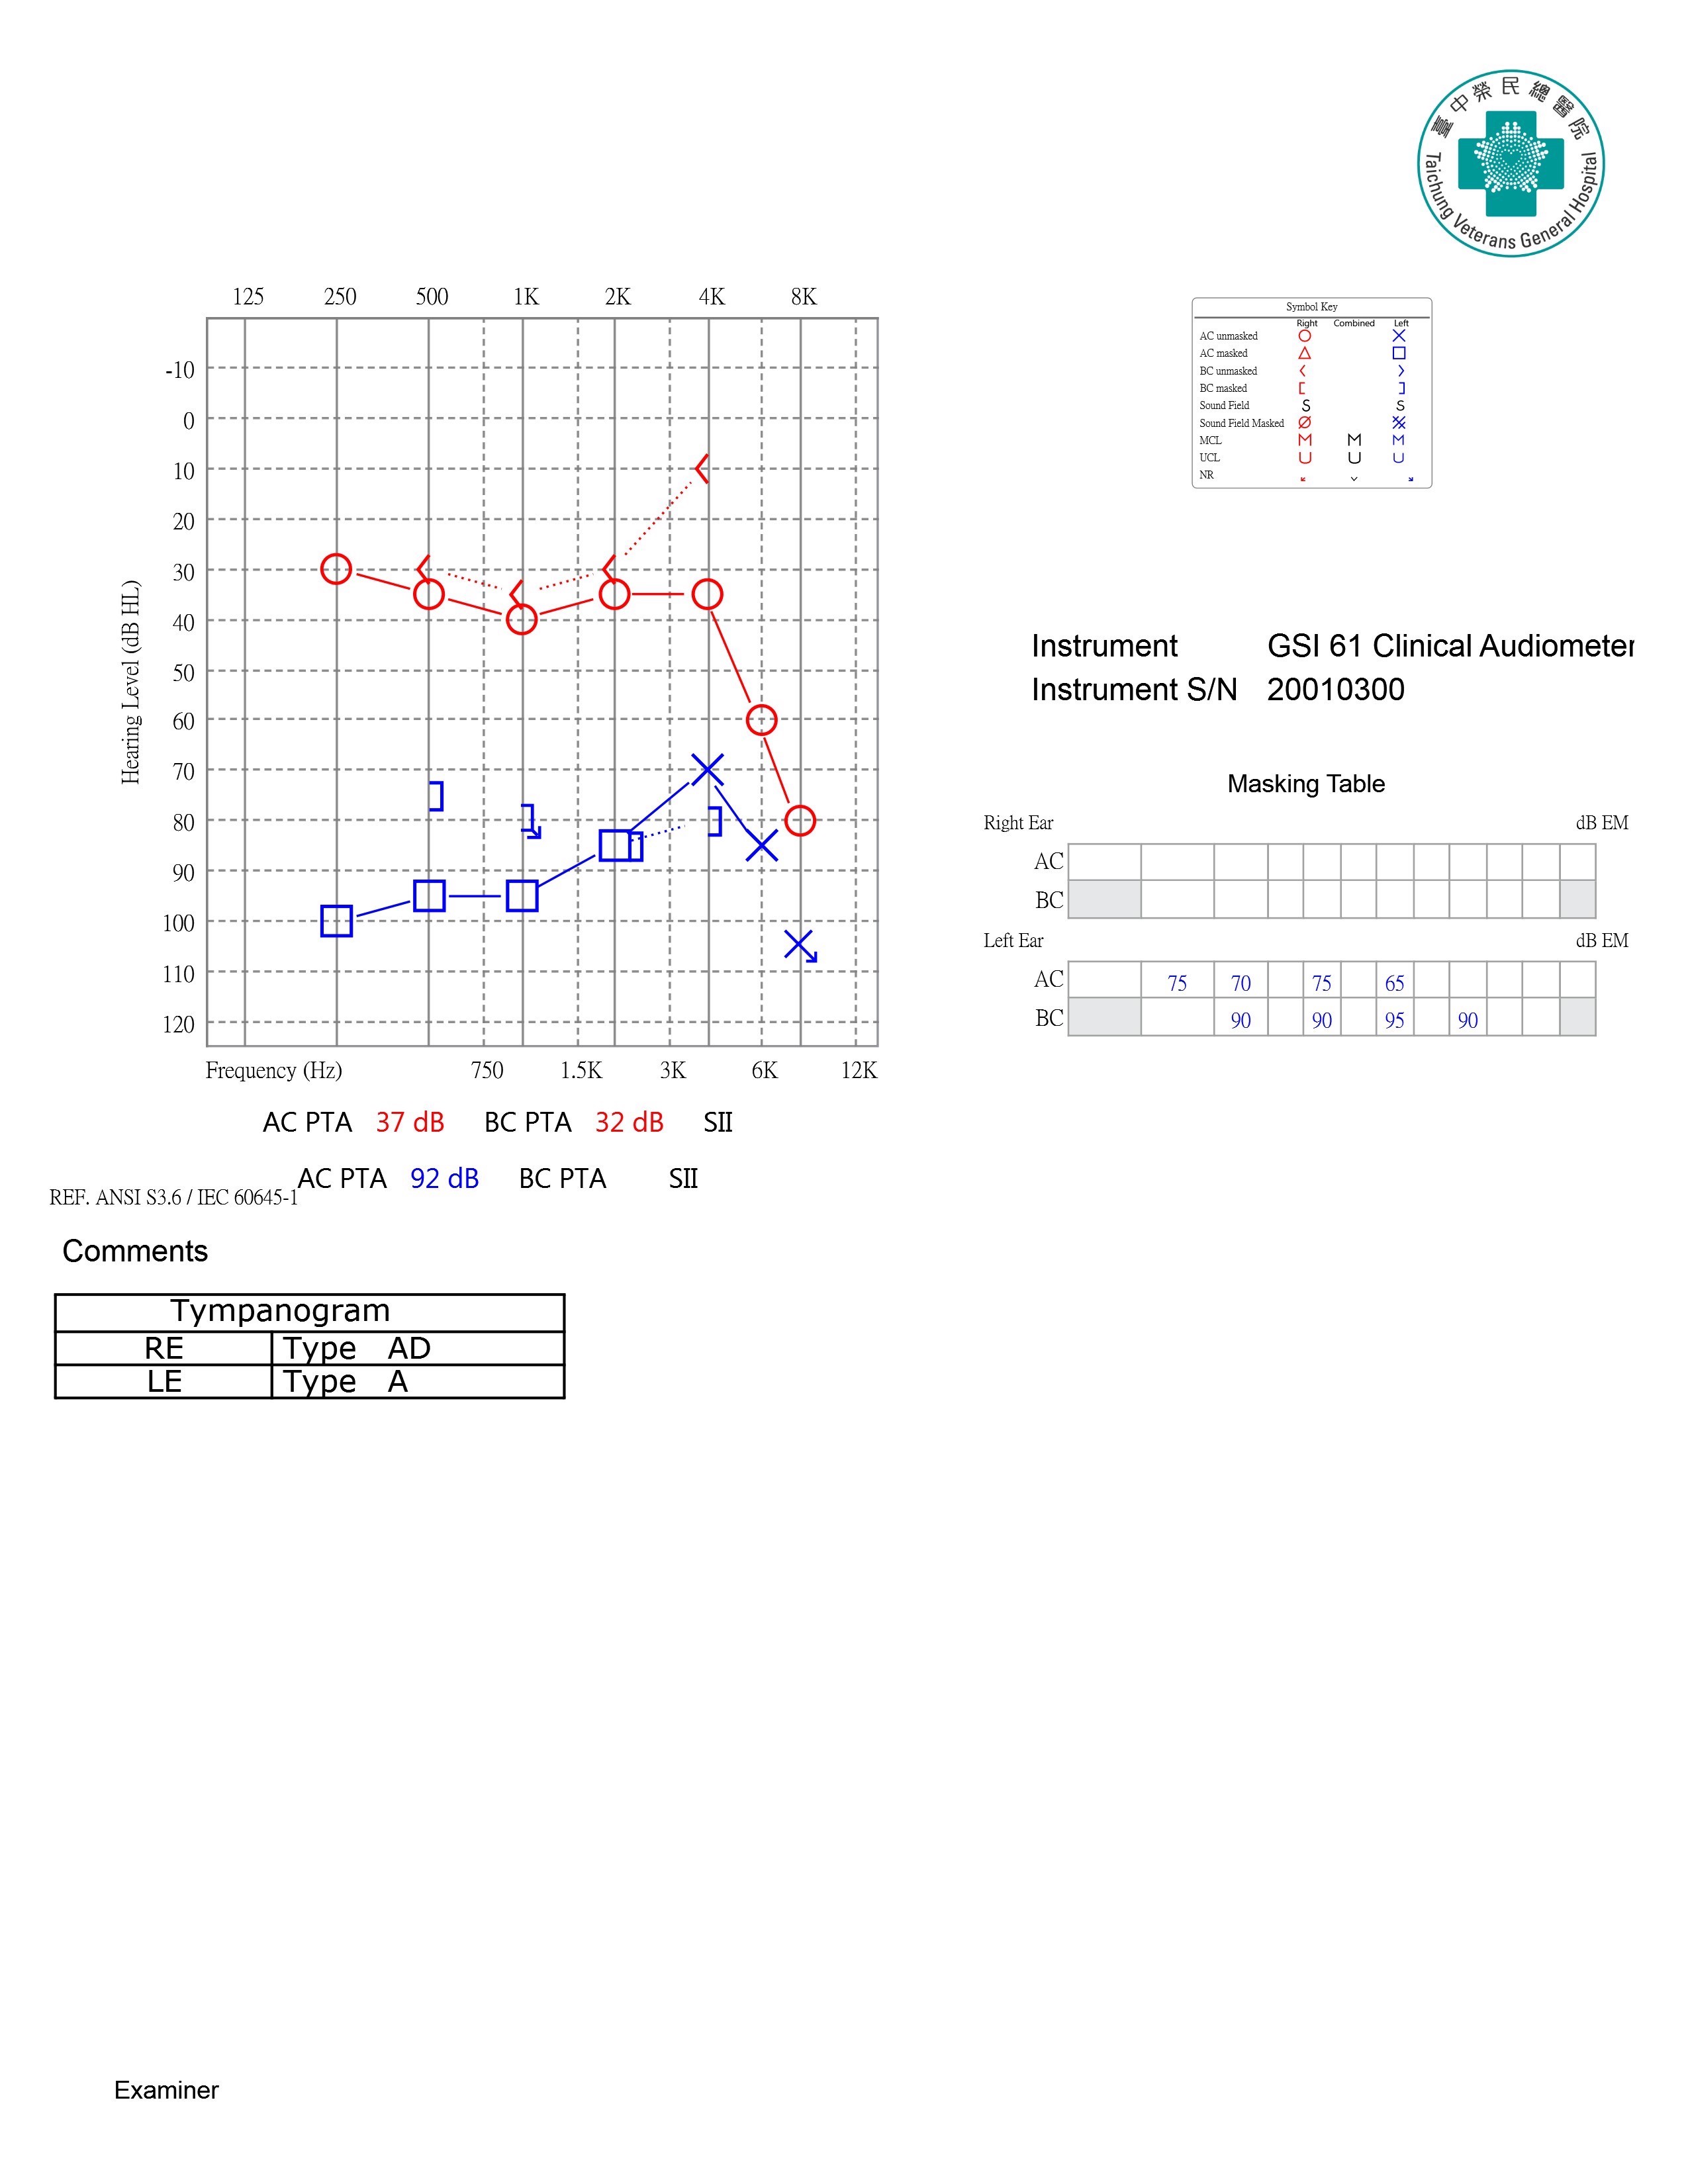 臺中榮民總醫院
Taichung Veterans General Hospital
125 250 500 1K 2K 4K 8K
Symbol Key
Right Combined Left
AC unmasked
AC masked
BC unmasked
BC masked
Sound Field S S
Sound Field Masked
MCL M M M
UCL U U U
NR
-10
0
10
20
30
40
50
60
70
80
90
100
110
120
Hearing Level (dB HL)
Frequency (Hz) 750 1.5K 3K 6K 12K
Instrument GSI 61 Clinical Audiometer
Instrument S/N 20010300
Masking Table
Right Ear dB EM
AC
BC
Left Ear dB EM
AC 75 70 75 65
BC 90 90 95 90
AC PTA 37 dB BC PTA 32 dB SII
AC PTA 92 dB BC PTA SII
REF. ANSI S3.6 / IEC 60645-1
Comments
Tympanogram
RE Type AD
LE Type A
Examiner